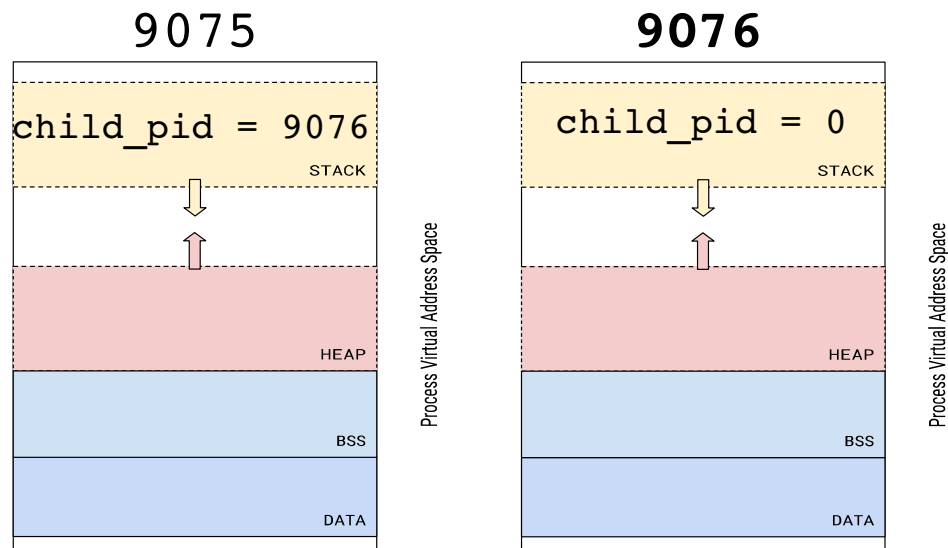 9075
child_pid = 9076
STACK
HEAP
BSS
DATA
Process Virtual Address Space
9076
child_pid = 0
STACK
HEAP
BSS
DATA
Process Virtual Address Space